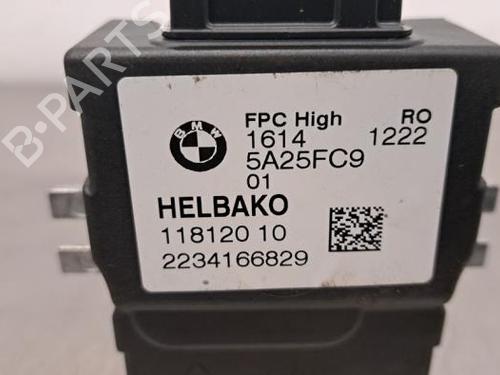 BMW
FPC High RO
1614 1222
5A25FC9
01
HELBAKO
118120 10
2234166829
B-PARTS